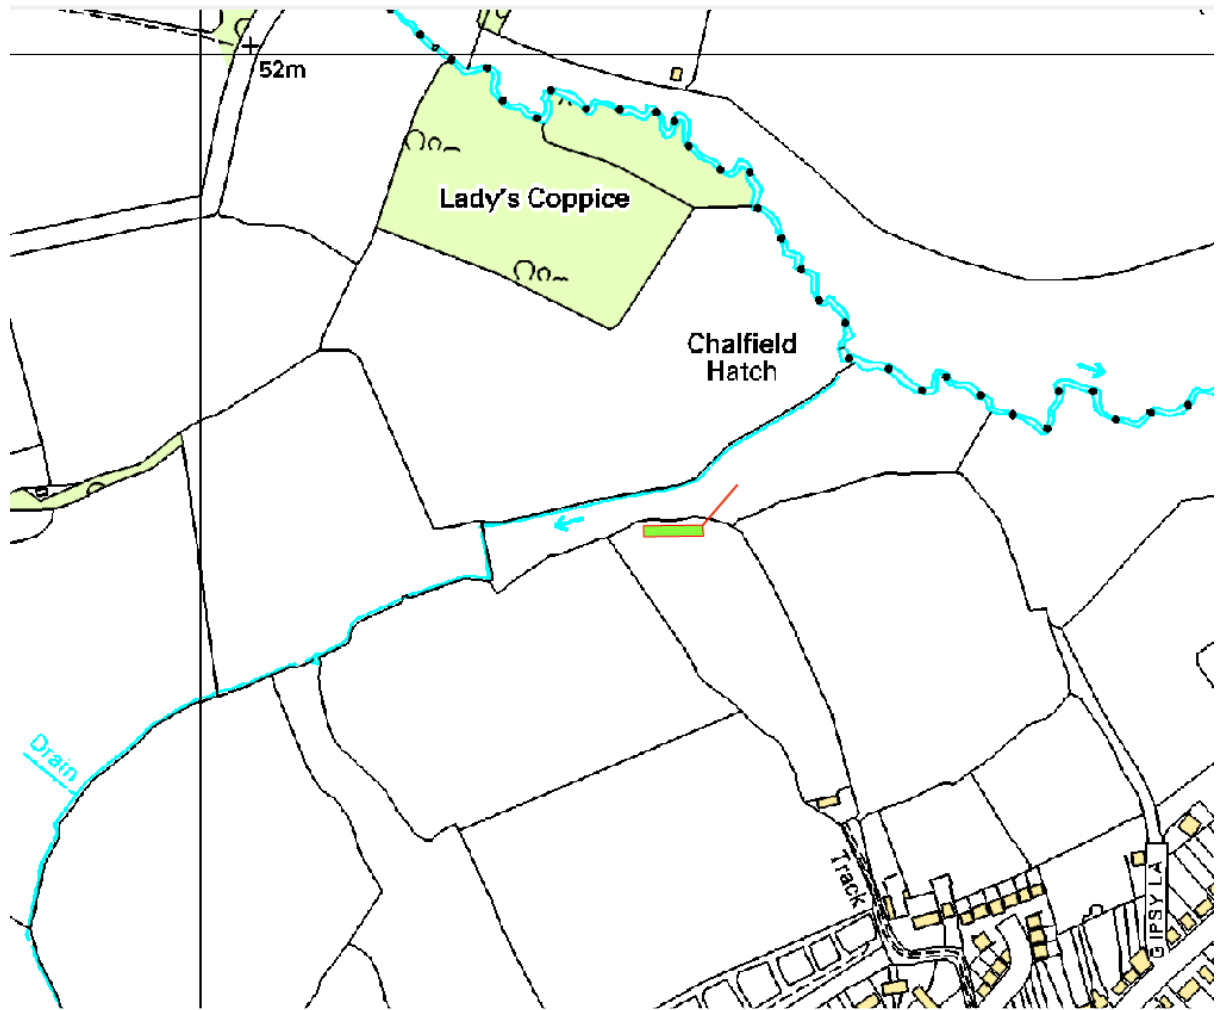 52m
Lady's Coppice
Chalfield
Hatch
Drain
Track
GIPSY LA